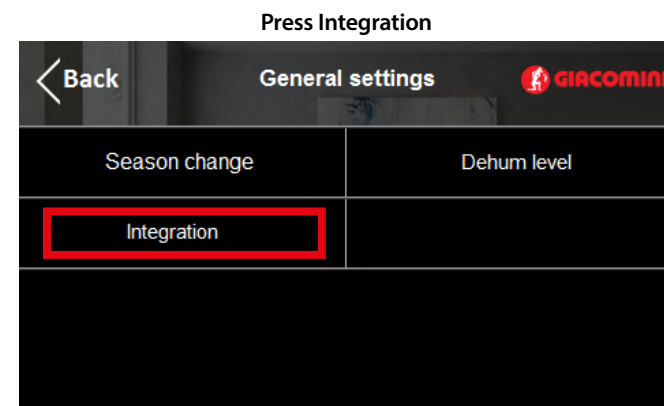 Press Integration
Back General settings GIACOMINI
Season change Dehum level
Integration